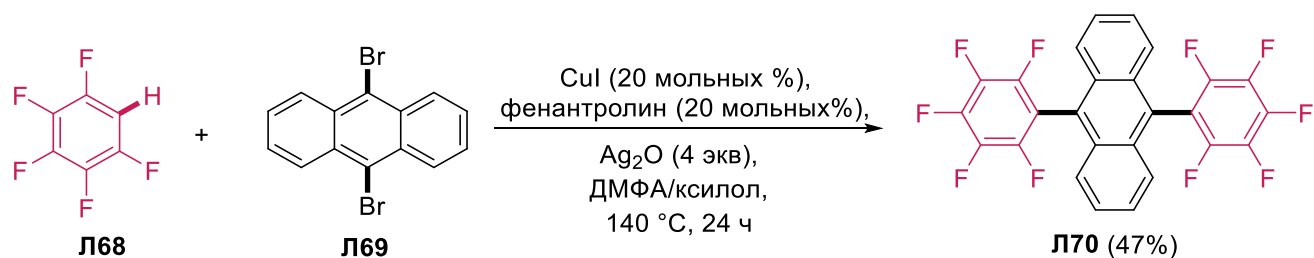 F
F
H
F
F
F
Л68
+
Br
Br
Л69
CuI (20 мольных %),
фенантролин (20 мольных%),
Ag₂O (4 экв),
ДМФА/ксилол,
140 °C, 24 ч
F
F
F
F
F
F
F
F
F
F
Л70 (47%)